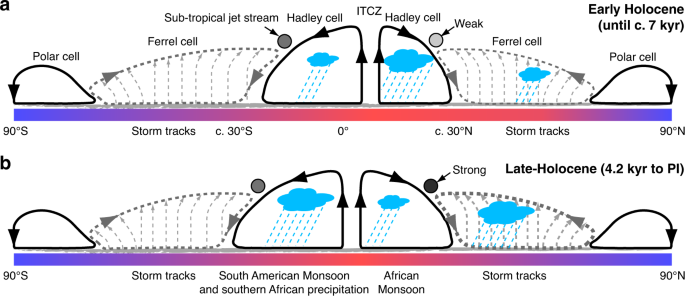 a
Early Holocene
(until c. 7 kyr)
Sub-tropical jet stream
Hadley cell
ITCZ
Hadley cell
Weak
Polar cell
Ferrel cell
Ferrel cell
Polar cell
90°S
Storm tracks
c. 30°S
0°
c. 30°N
Storm tracks
90°N
b
Late-Holocene (4.2 kyr to PI)
Strong
90°S
Storm tracks
South American Monsoon
and southern African precipitation
African
Monsoon
Storm tracks
90°N